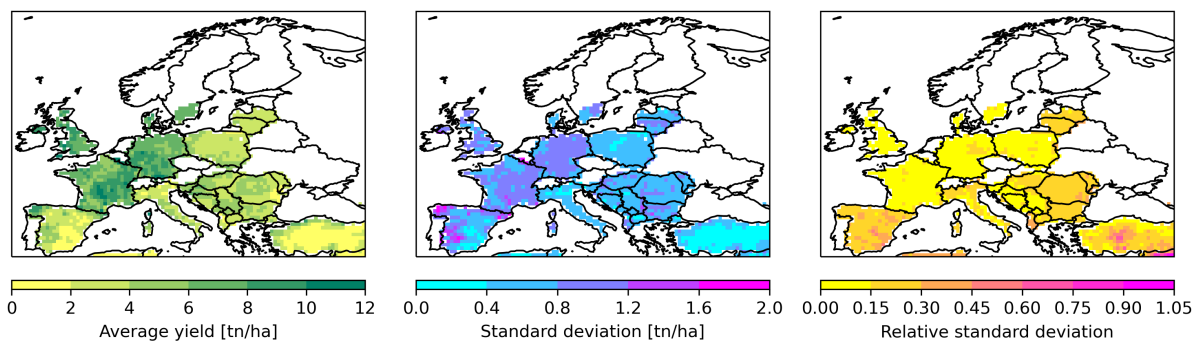 0 2 4 6 8 10 12
Average yield [tn/ha]
0.0 0.4 0.8 1.2 1.6 2.0
Standard deviation [tn/ha]
0.00 0.15 0.30 0.45 0.60 0.75 0.90 1.05
Relative standard deviation